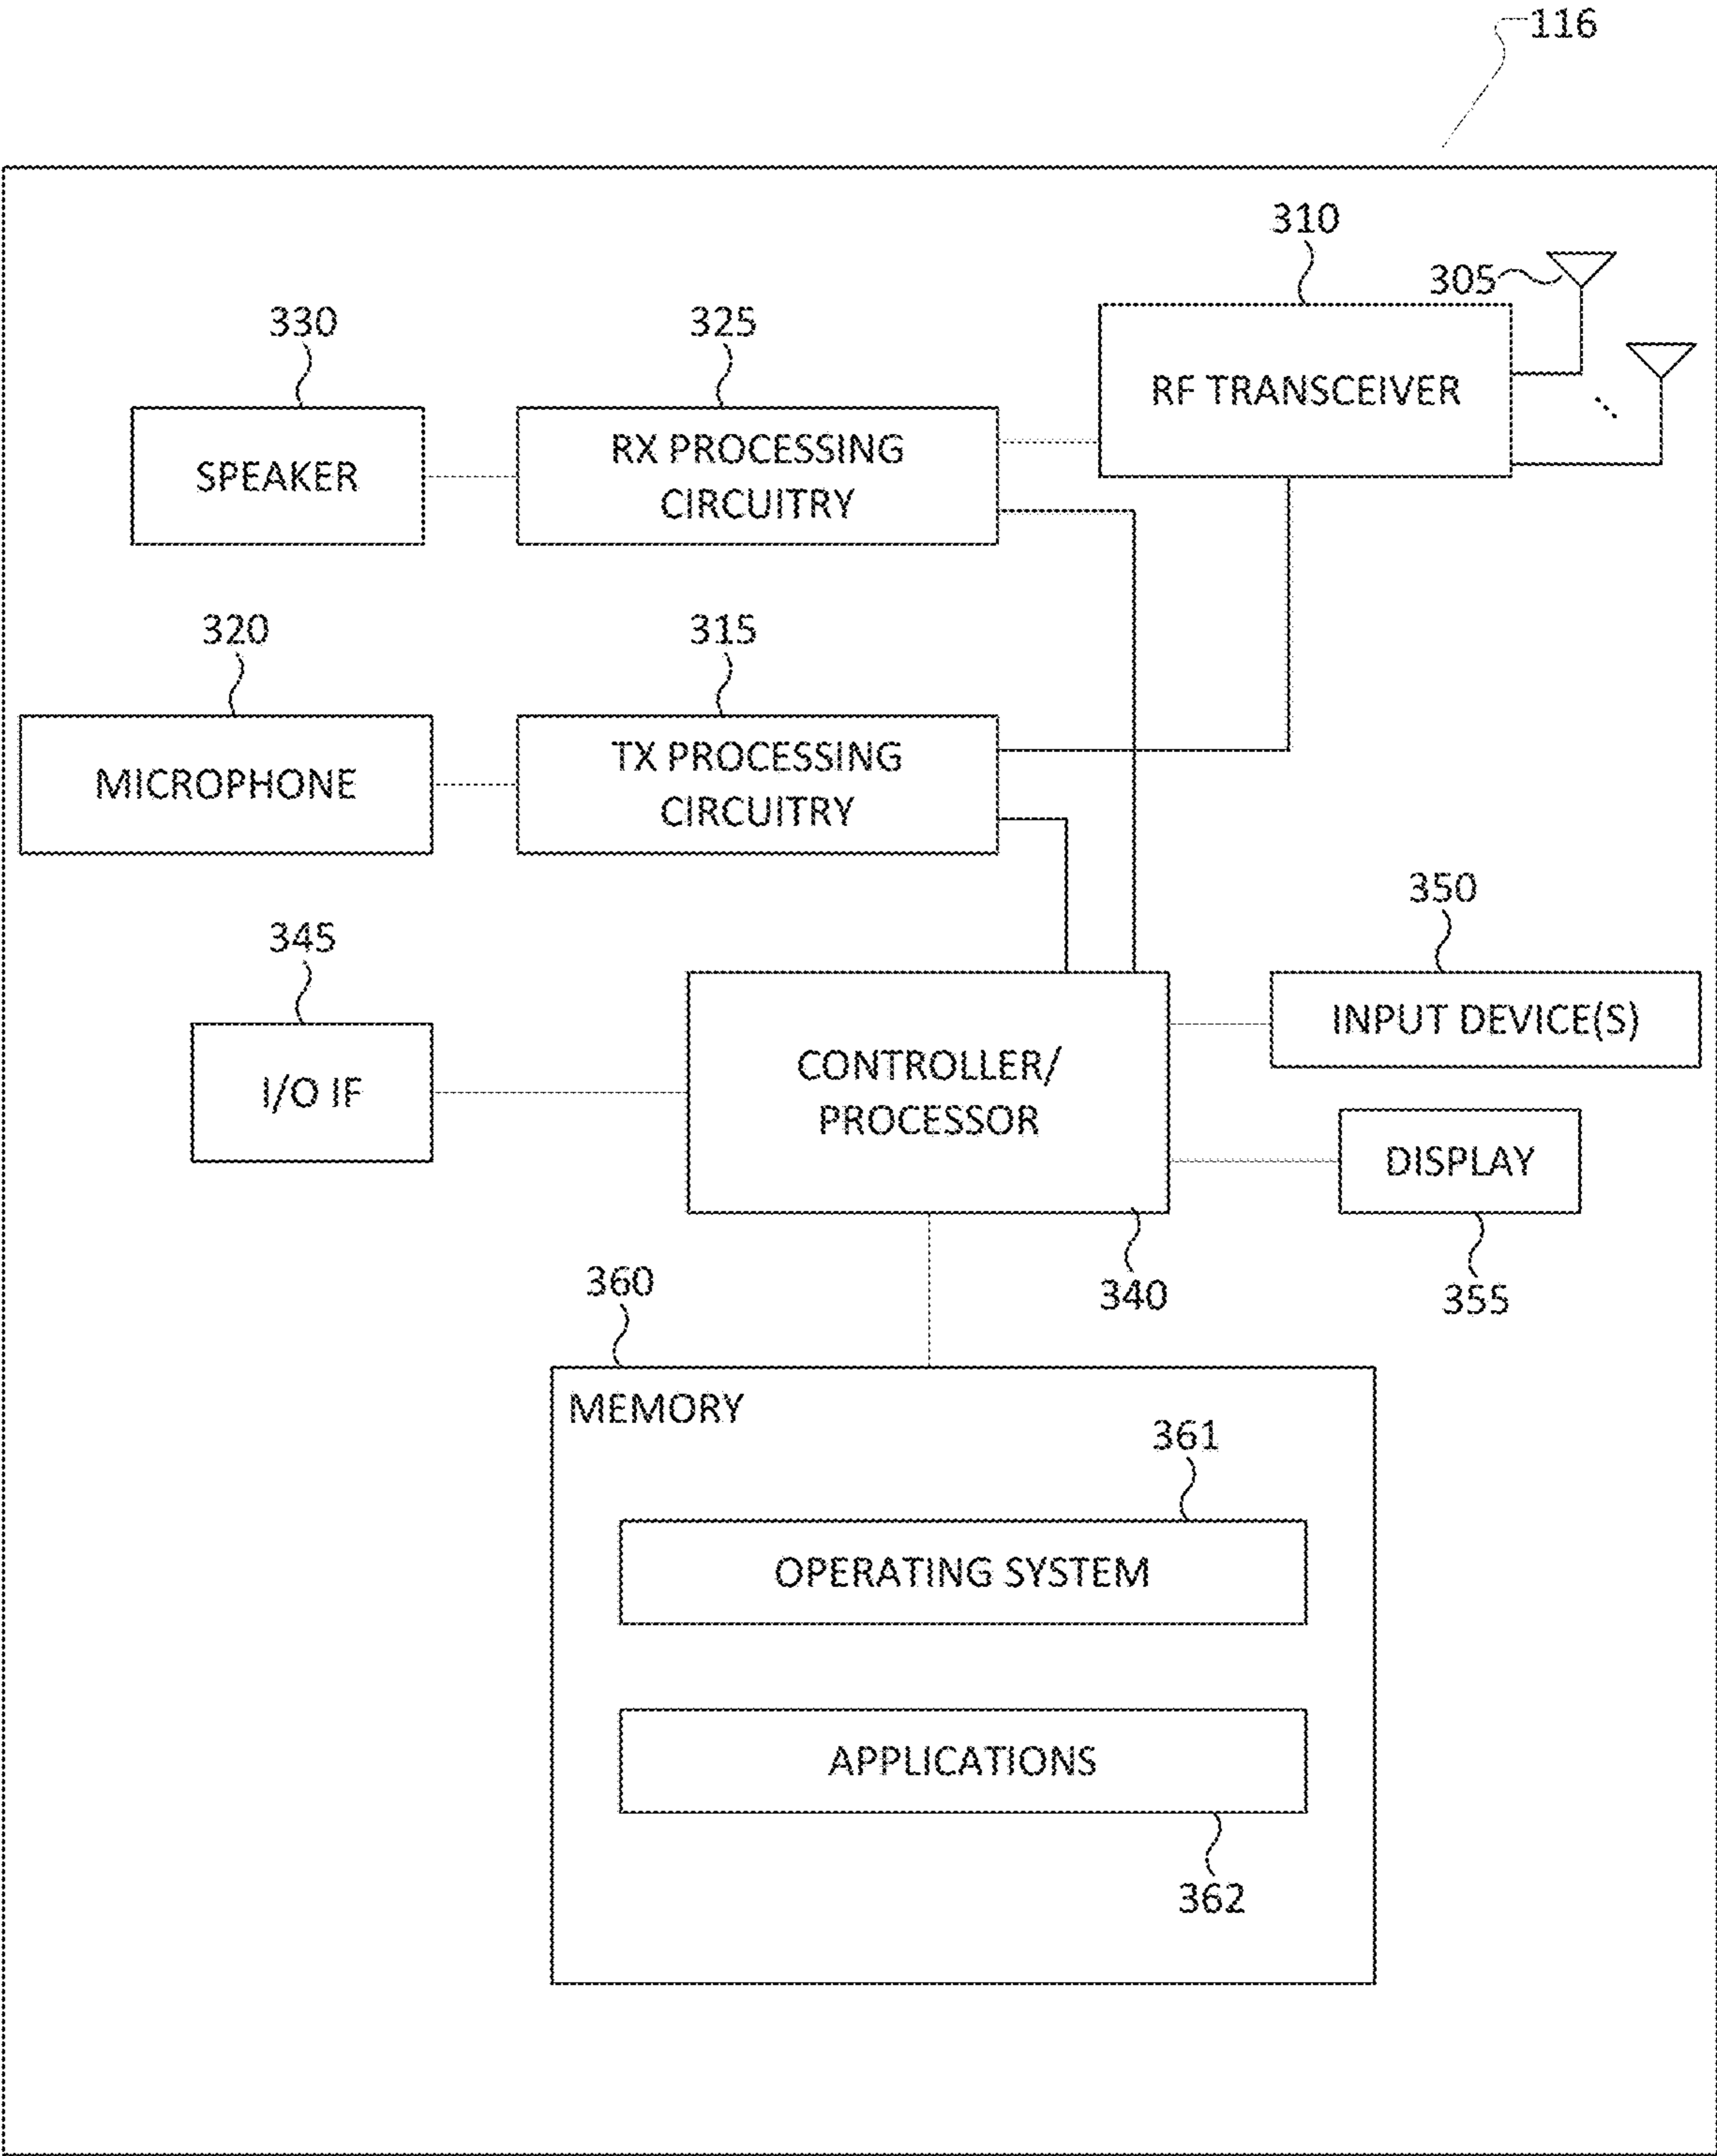 116
310
305
330
325
RF TRANSCEIVER
SPEAKER
RX PROCESSING
CIRCUITRY
320
315
MICROPHONE
TX PROCESSING
CIRCUITRY
350
345
INPUT DEVICE(S)
I/O IF
CONTROLLER/
PROCESSOR
DISPLAY
360
340
355
MEMORY
361
OPERATING SYSTEM
APPLICATIONS
362